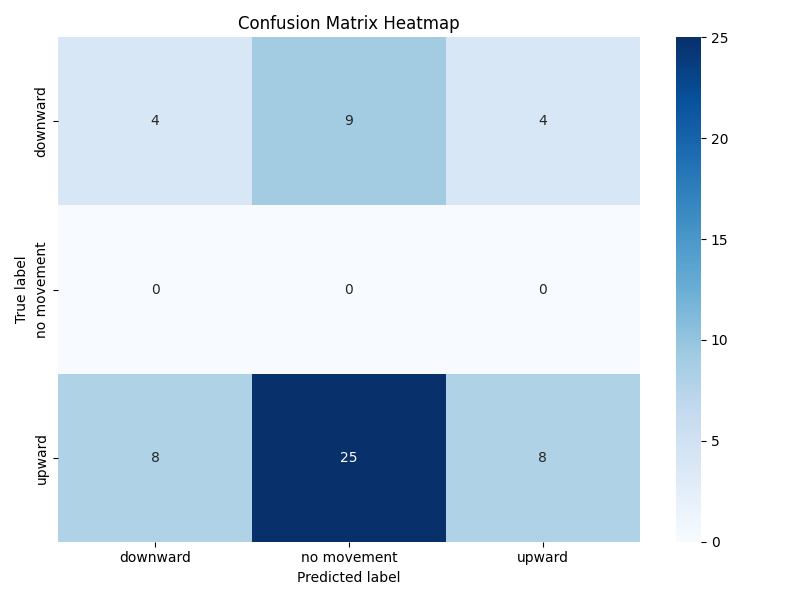 Confusion Matrix Heatmap
True label
downward
no movement
upward
4 9 4
0 0 0
8 25 8
downward no movement upward
Predicted label
25
20
15
10
5
0